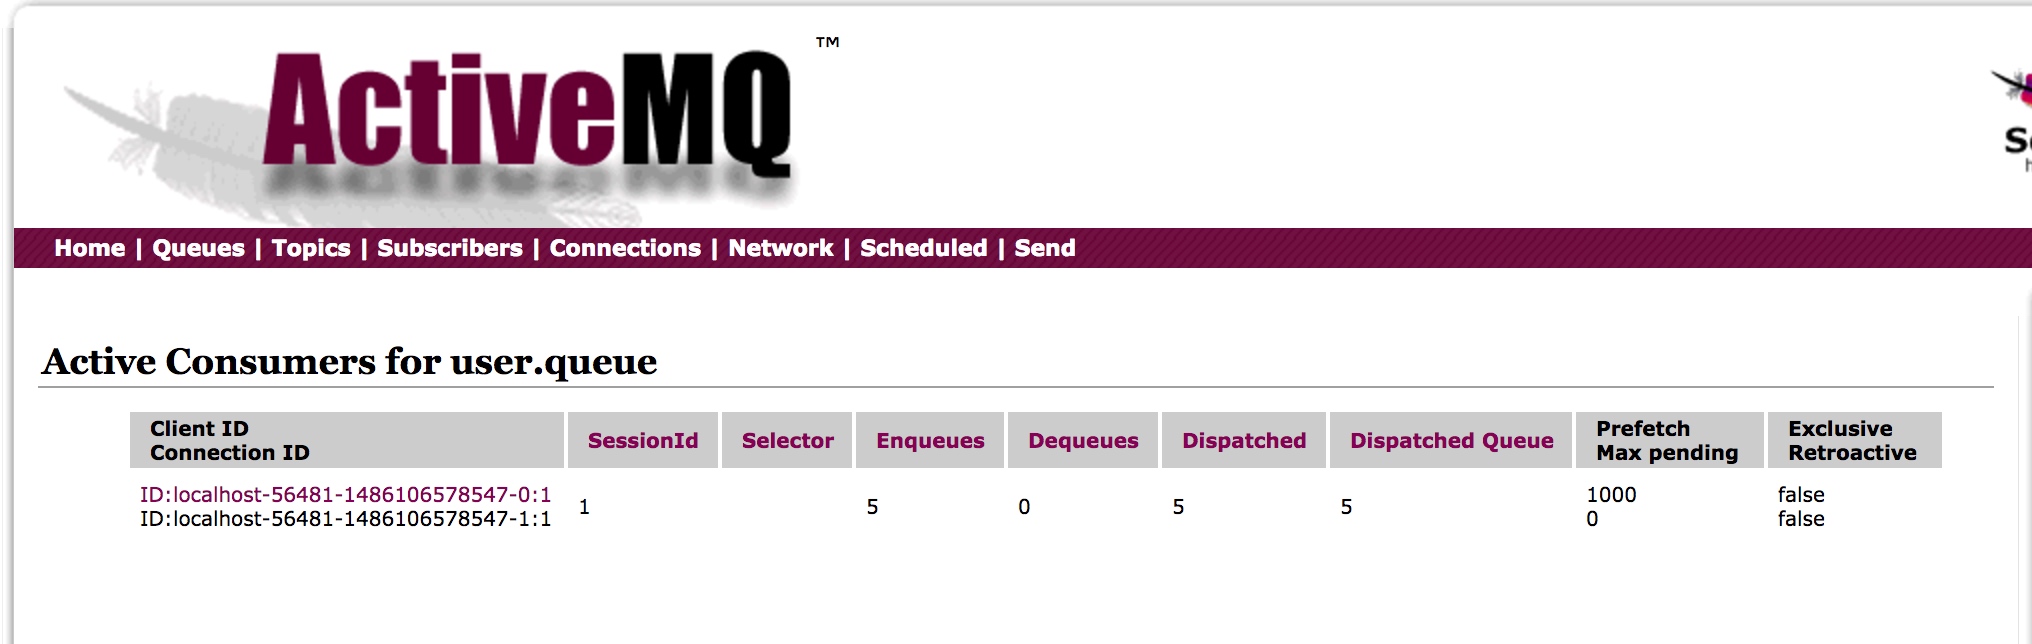 ActiveMQ™
Home | Queues | Topics | Subscribers | Connections | Network | Scheduled | Send
Active Consumers for user.queue
Client ID
Connection ID
SessionId
Selector
Enqueues
Dequeues
Dispatched
Dispatched Queue
Prefetch
Max pending
Exclusive
Retroactive
ID:localhost-56481-1486106578547-0:1
ID:localhost-56481-1486106578547-1:1
1
5
0
5
5
1000
0
false
false